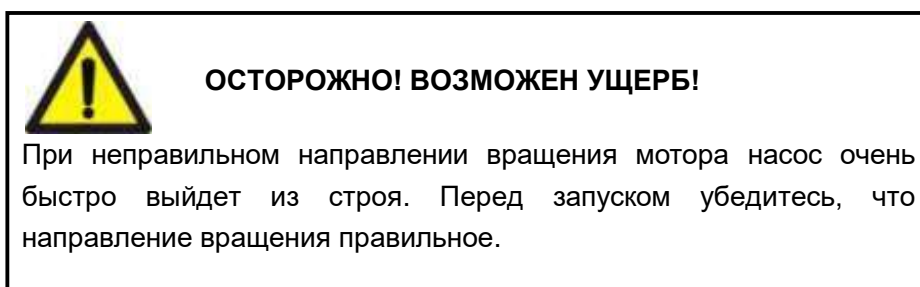 ОСТОРОЖНО! ВОЗМОЖЕН УЩЕРБ!
При неправильном направлении вращения мотора насос очень
быстро выйдет из строя. Перед запуском убедитесь, что
направление вращения правильное.